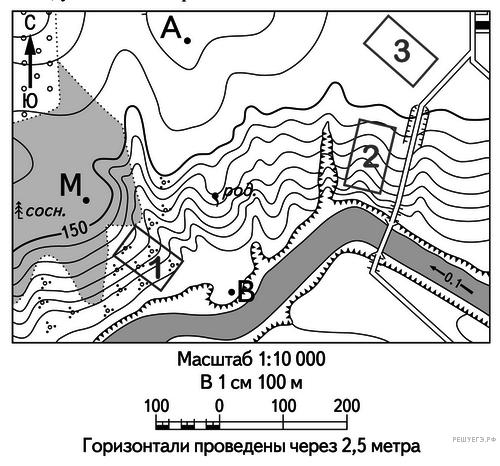 С
Ю
А
3
2
М
род.
сосн.
150
1
В
0.1
Масштаб 1:10 000
В 1 см 100 м
100 0 100 200
Горизонтали проведены через 2,5 метра
РЕШУЕГЭ.РФ